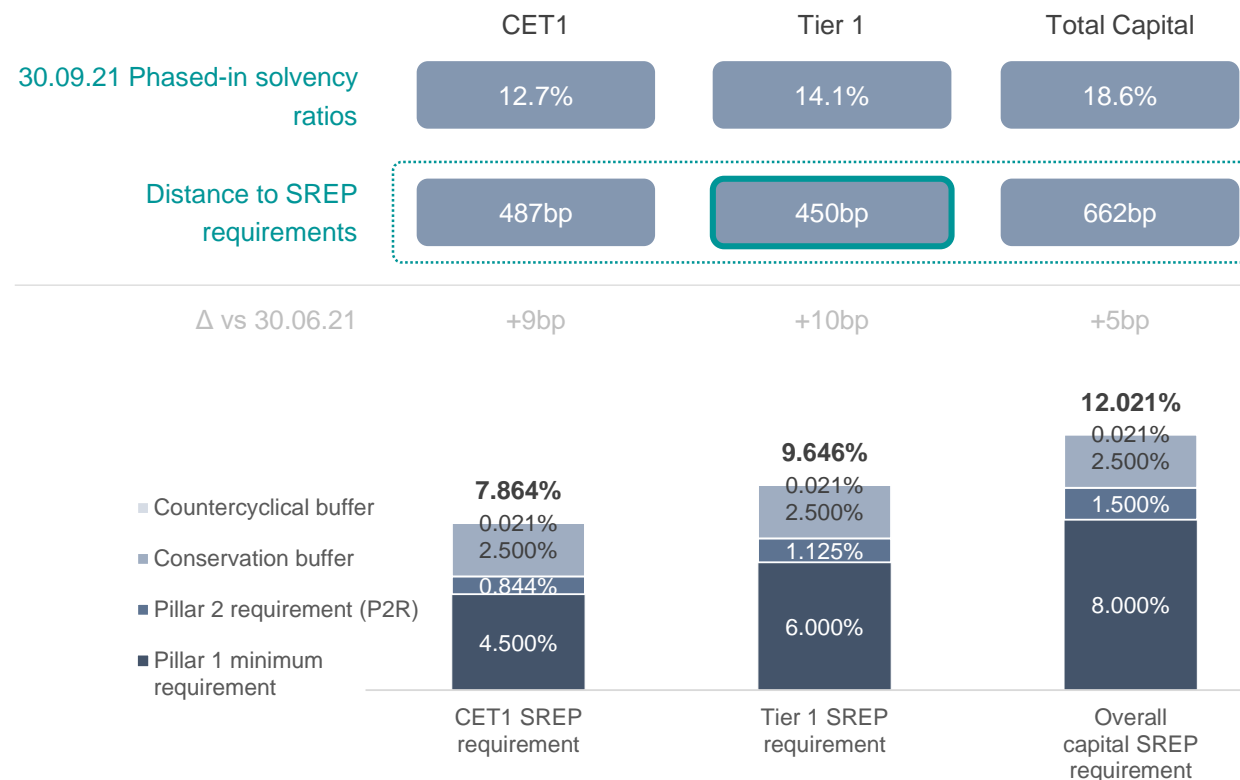 CET1 Tier 1 Total Capital
30.09.21 Phased-in solvency
ratios
12.7% 14.1% 18.6%
Distance to SREP
requirements
487bp 450bp 662bp
Δ vs 30.06.21 +9bp +10bp +5bp
Countercyclical buffer
Conservation buffer
Pillar 2 requirement (P2R)
Pillar 1 minimum
requirement
7.864%
0.021%
2.500%
0.844%
4.500%
CET1 SREP
requirement
9.646%
0.021%
2.500%
1.125%
6.000%
Tier 1 SREP
requirement
12.021%
0.021%
2.500%
1.500%
8.000%
Overall
capital SREP
requirement